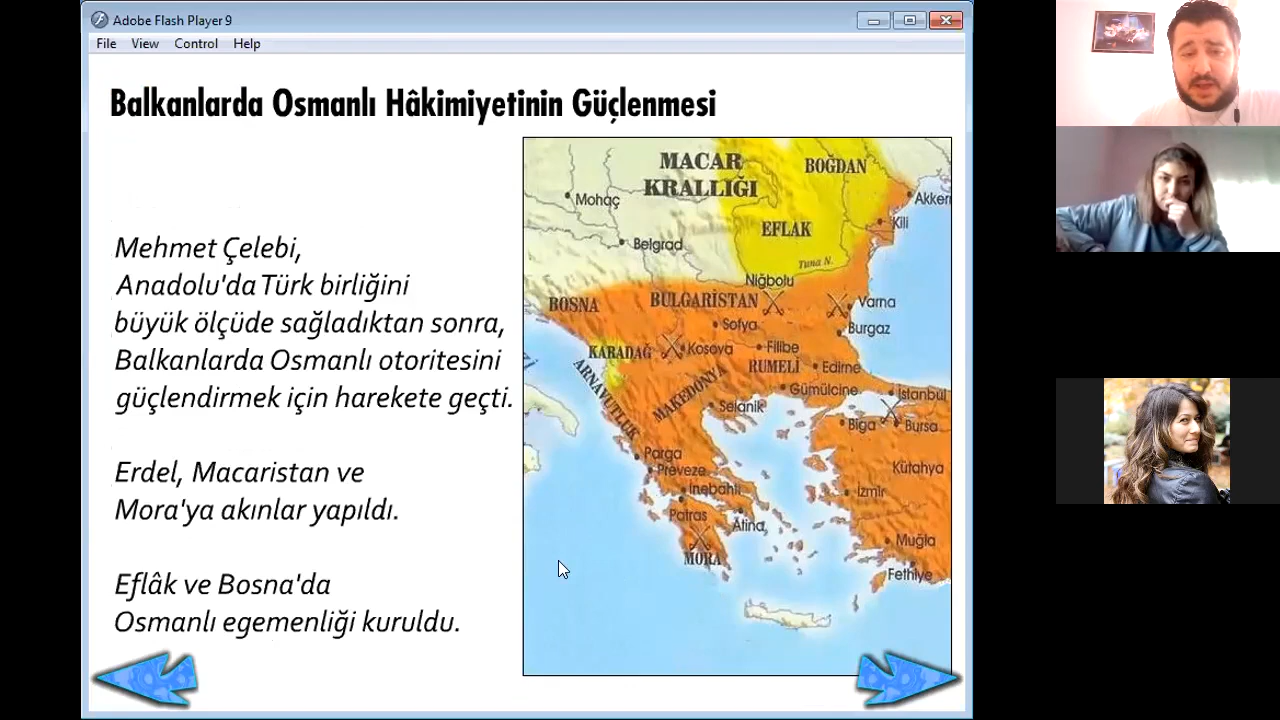 Adobe Flash Player 9
File View Control Help
Balkanlarda Osmanlı Hâkimiyetinin Güçlenmesi
Mehmet Çelebi,
Anadolu'da Türk birliğini
büyük ölçüde sağladıktan sonra,
Balkanlarda Osmanlı otoritesini
güçlendirmek için harekete geçti.
Erdel, Macaristan ve
Mora'ya akınlar yapıldı.
Eflâk ve Bosna'da
Osmanlı egemenliği kuruldu.
MACAR
KRALLIĞI
BOĞDAN
Mohaç
Akker
Kili
EFLAK
Belgrad
Tuna N.
Niğbolu
BOSNA
BULGARİSTAN
Varna
Sofya
Burgaz
KARADAĞ
Kosova
Filibe
RUMELİ
Edirne
ARNAVUTLUK
MAKEDONYA
Gümülcine
İstanbul
Selanik
Biga
Bursa
Parga
Preveze
Kütahya
İnebahtı
İzmir
Patras
Atina
Muğla
MORA
Fethiye